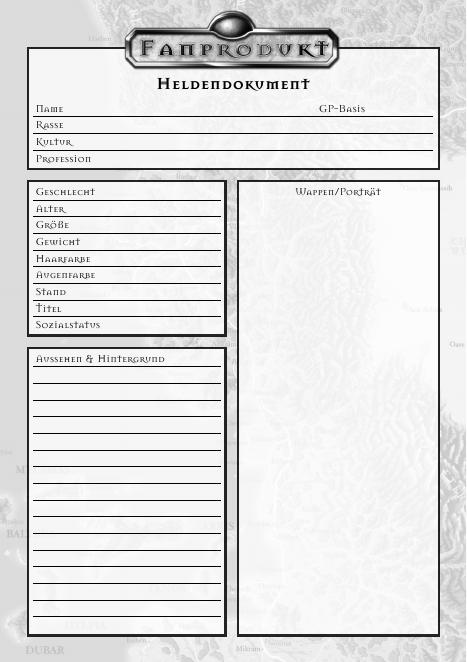 Fanprodukt
Heldendokument
Name GP-Basis
Rasse
Kultur
Profession
Geschlecht
Alter
Größe
Gewicht
Haarfarbe
Augenfarbe
Stand
Titel
Sozialstatus
Wappen/Porträt
Aussehen & Hintergrund
Oase
DUBAR